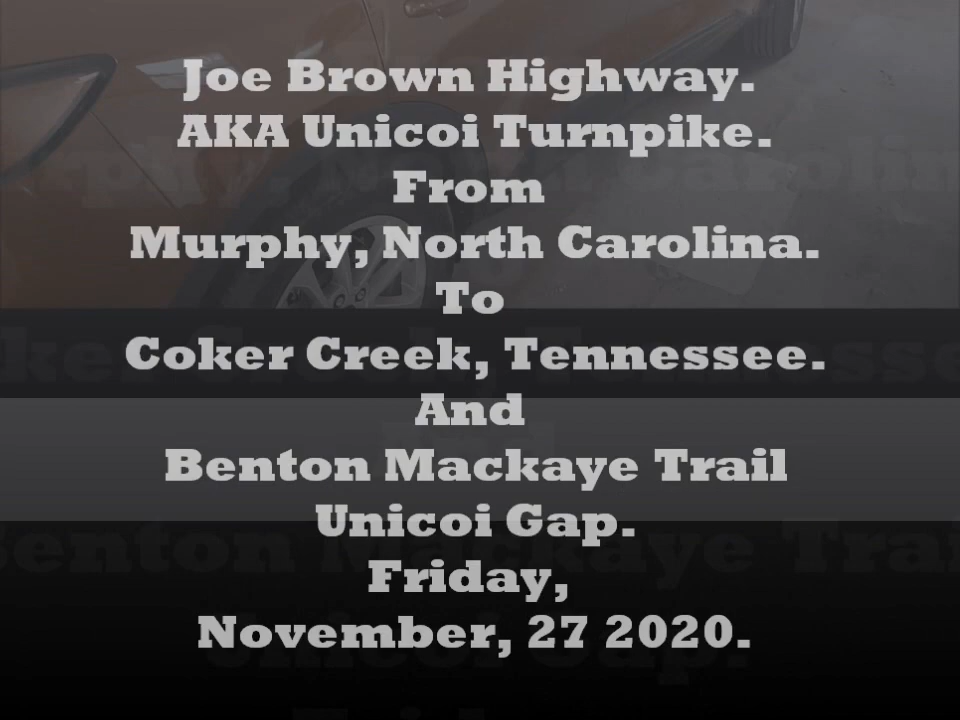 Joe Brown Highway.
AKA Unicoi Turnpike.
From
Murphy, North Carolina.
To
Coker Creek, Tennessee.
And
Benton Mackaye Trail
Unicoi Gap.
Friday,
November, 27 2020.